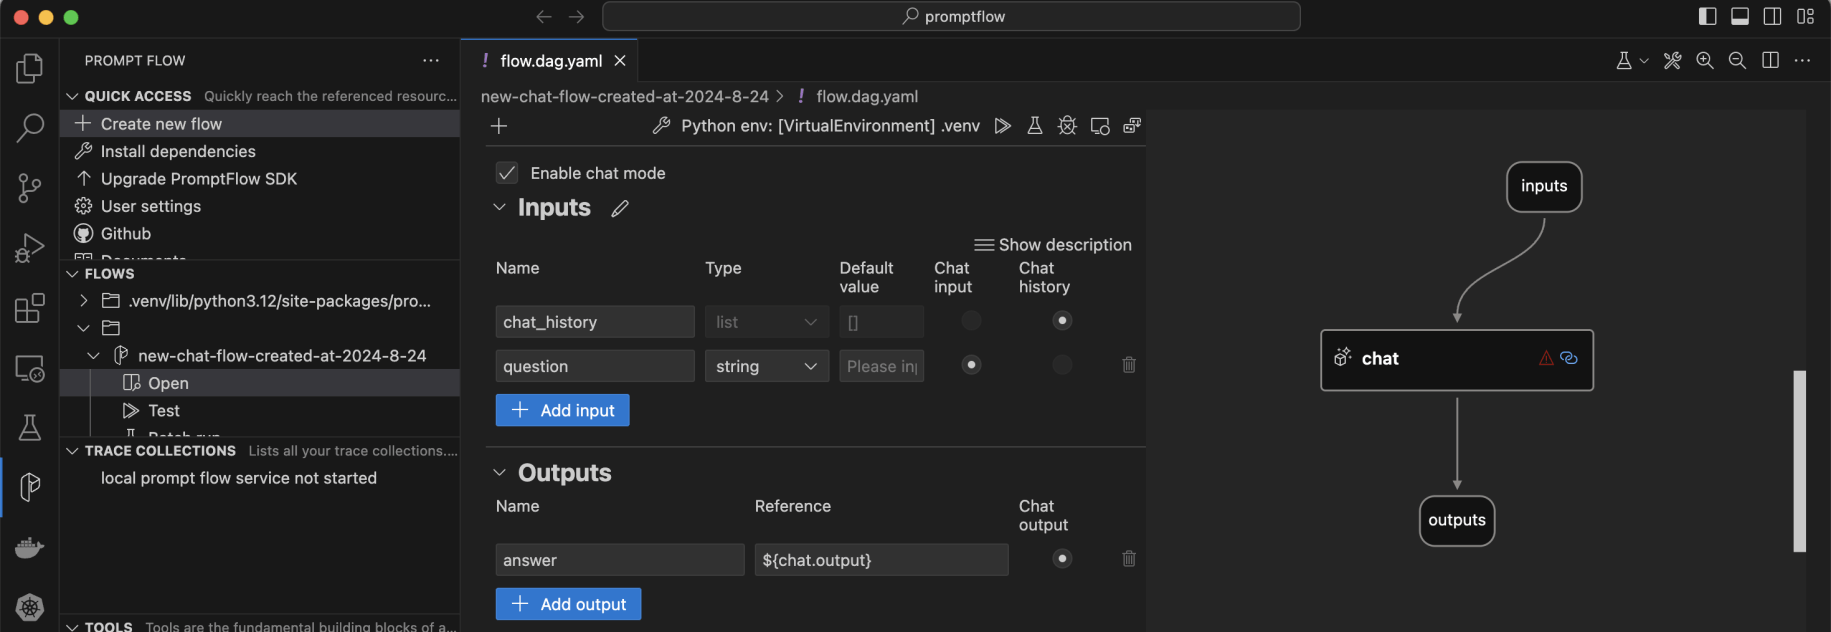 promptflow
PROMPT FLOW
QUICK ACCESS Quickly reach the referenced resourc...
Create new flow
Install dependencies
Upgrade PromptFlow SDK
User settings
Github
Documents
FLOWS
.venv/lib/python3.12/site-packages/pro...
new-chat-flow-created-at-2024-8-24
Open
Test
Batch run
TRACE COLLECTIONS Lists all your trace collections....
local prompt flow service not started
TOOLS Tools are the fundamental building blocks of a...
! flow.dag.yaml
new-chat-flow-created-at-2024-8-24 > ! flow.dag.yaml
Python env: [VirtualEnvironment] .venv
Enable chat mode
Inputs
Show description
Name Type Default value Chat input Chat history
chat_history list []
question string Please inp
Add input
Outputs
Name Reference Chat output
answer ${chat.output}
Add output
inputs
chat
outputs